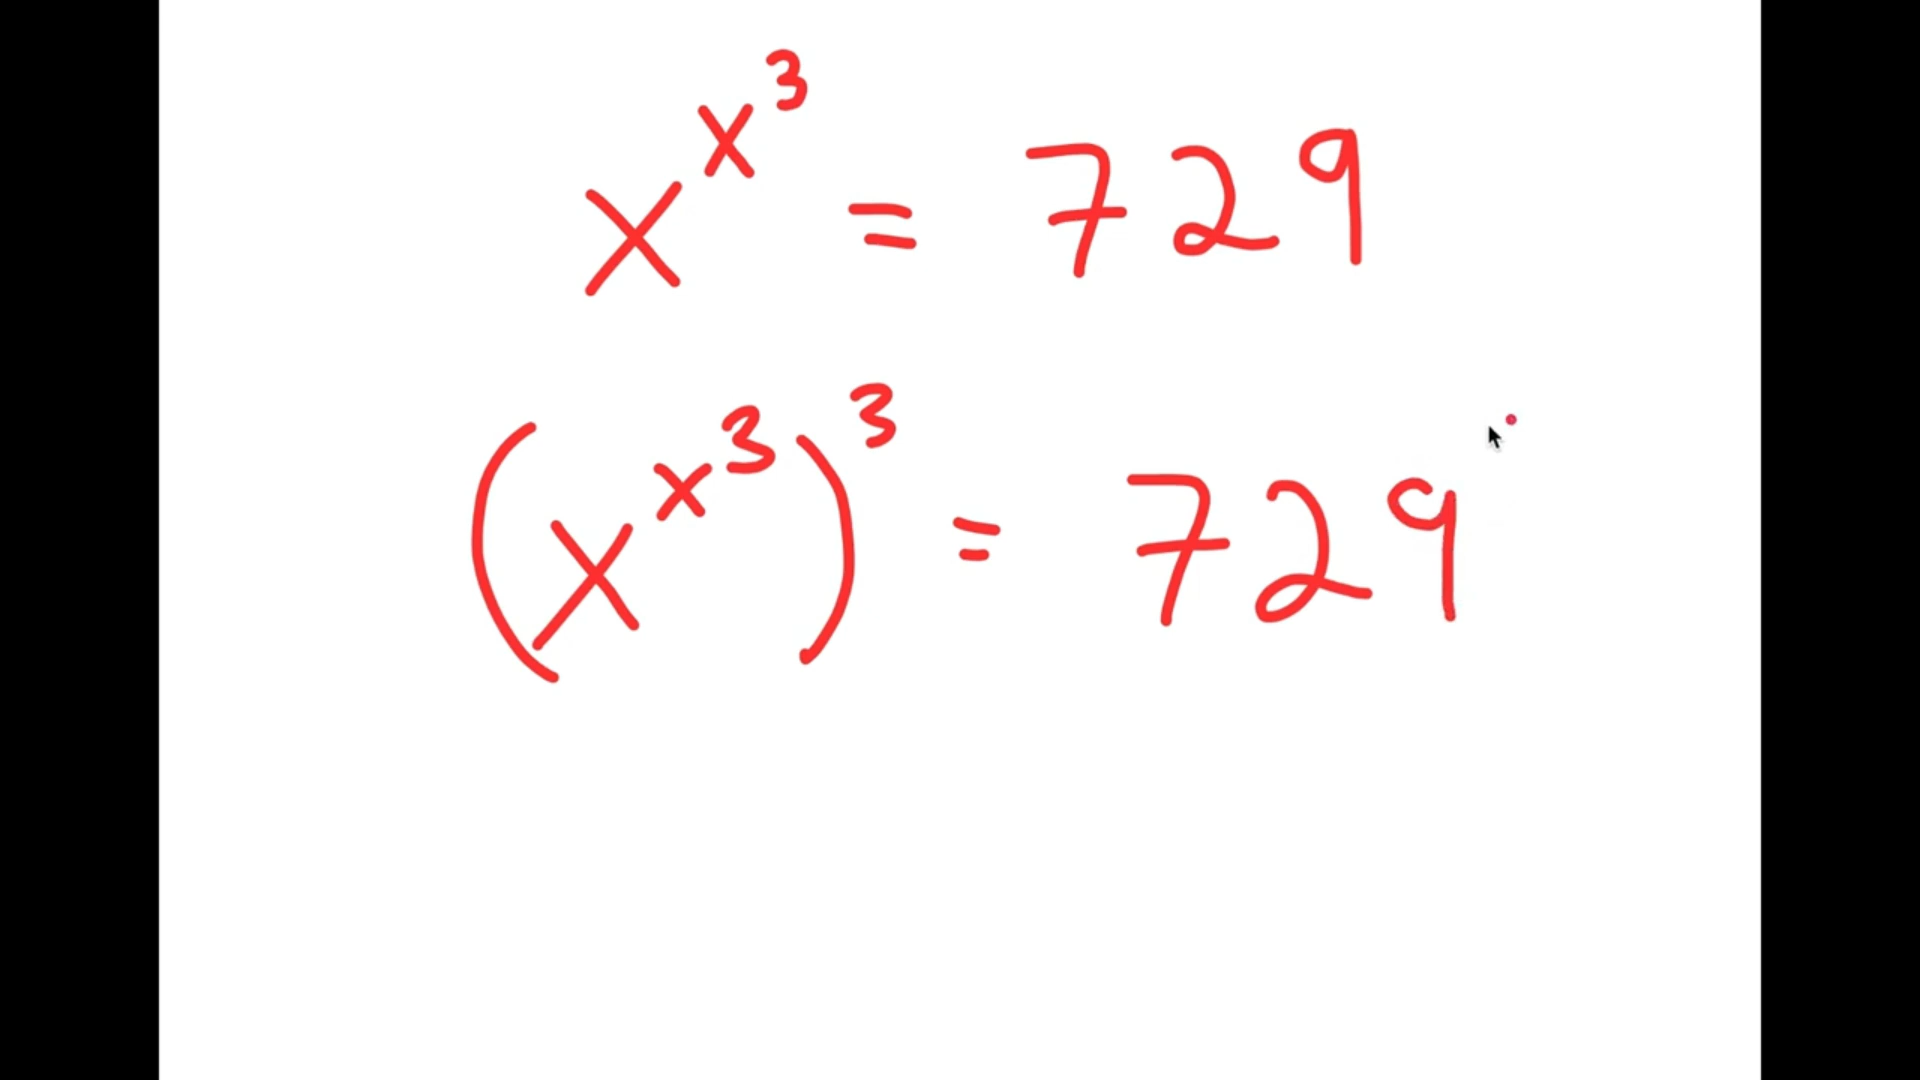 x^{x^3} = 729
(x^{x^3})^3 = 729